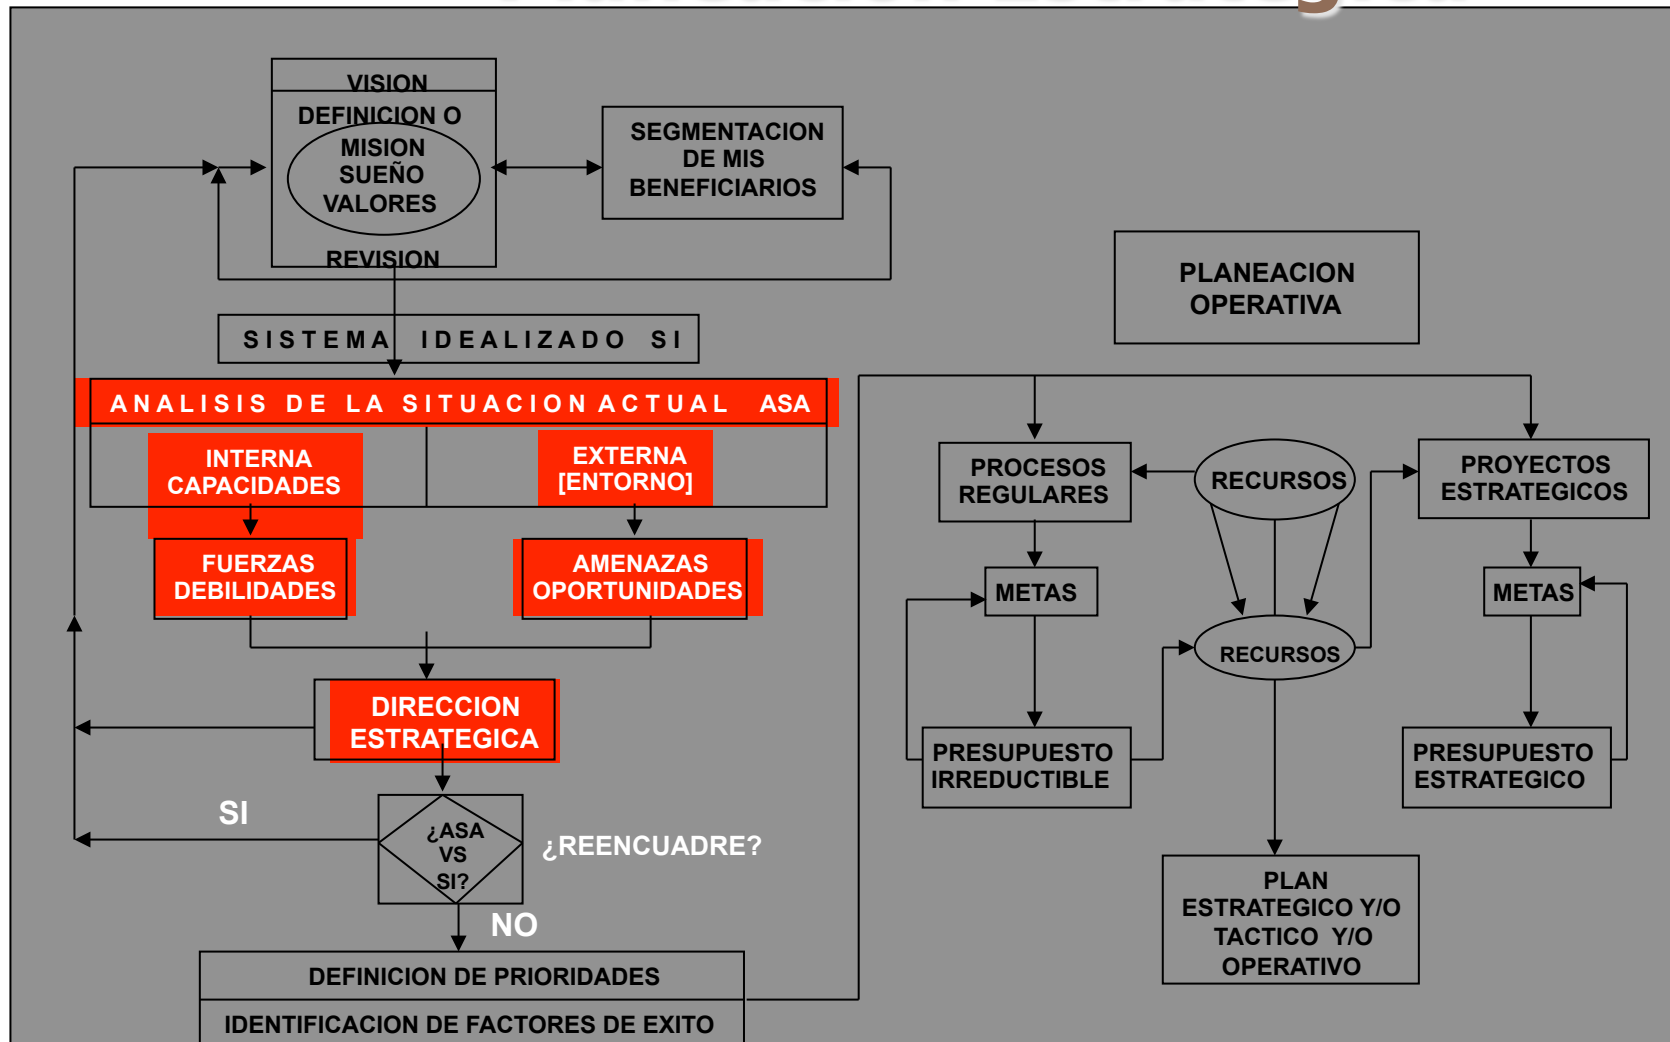 VISION
DEFINICION O
MISION
SUEÑO
VALORES
REVISION
SEGMENTACION
DE MIS
BENEFICIARIOS
SISTEMA IDEALIZADO SI
ANALISIS DE LA SITUACION ACTUAL ASA
INTERNA
CAPACIDADES
EXTERNA
[ENTORNO]
FUERZAS
DEBILIDADES
AMENAZAS
OPORTUNIDADES
DIRECCION
ESTRATEGICA
SI
¿ASA
VS
SI?
¿REENCUADRE?
NO
DEFINICION DE PRIORIDADES
IDENTIFICACION DE FACTORES DE EXITO
PLANEACION
OPERATIVA
PROCESOS
REGULARES
RECURSOS
PROYECTOS
ESTRATEGICOS
METAS
METAS
RECURSOS
PRESUPUESTO
IRREDUCTIBLE
PRESUPUESTO
ESTRATEGICO
PLAN
ESTRATEGICO Y/O
TACTICO Y/O
OPERATIVO